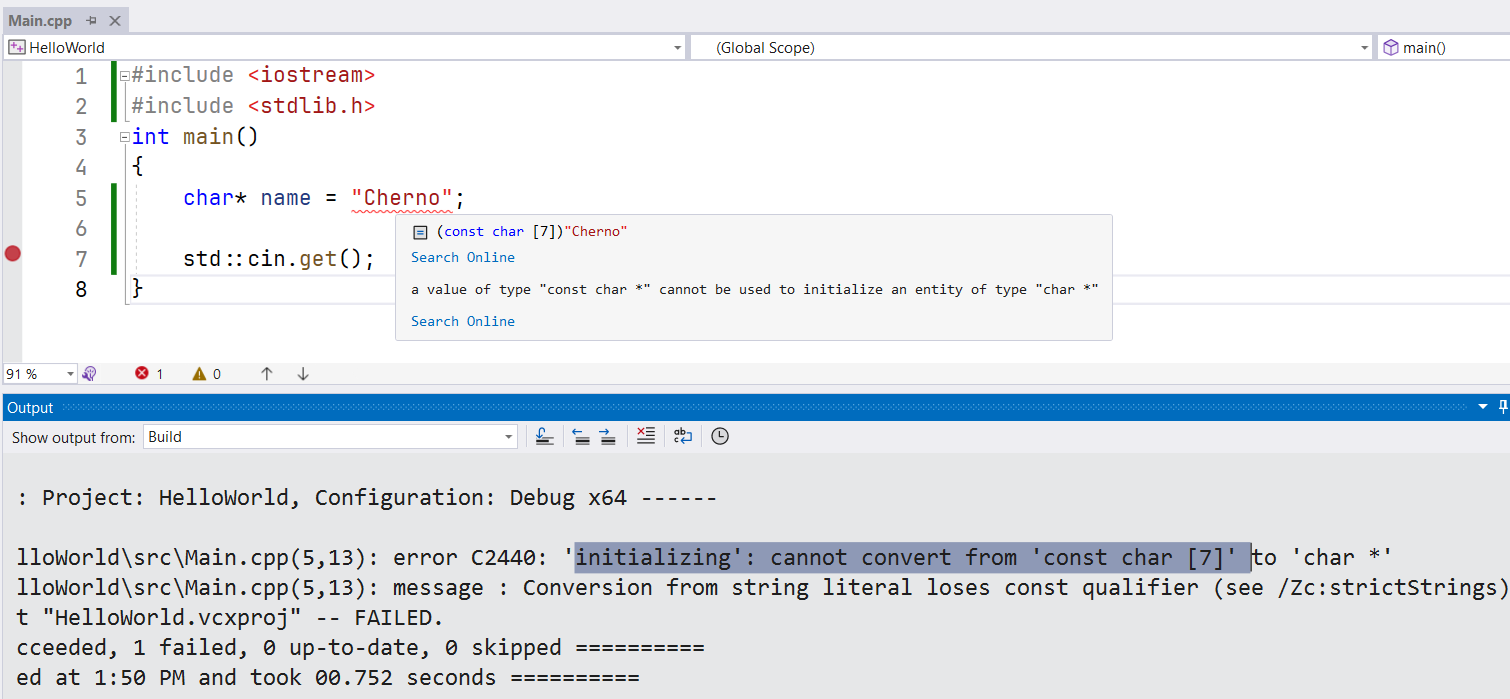 Main.cpp
HelloWorld (Global Scope) main()
1 #include <iostream>
2 #include <stdlib.h>
3 int main()
4 {
5 char* name = "Cherno";
6
7 std::cin.get();
8 }
(const char [7])"Cherno"
Search Online
a value of type "const char *" cannot be used to initialize an entity of type "char *"
Search Online
91 % 1 0
Output
Show output from: Build
: Project: HelloWorld, Configuration: Debug x64 ------
lloWorld\src\Main.cpp(5,13): error C2440: 'initializing': cannot convert from 'const char [7]' to 'char *'
lloWorld\src\Main.cpp(5,13): message : Conversion from string literal loses const qualifier (see /Zc:strictStrings)
t "HelloWorld.vcxproj" -- FAILED.
cceeded, 1 failed, 0 up-to-date, 0 skipped ==========
ed at 1:50 PM and took 00.752 seconds ==========